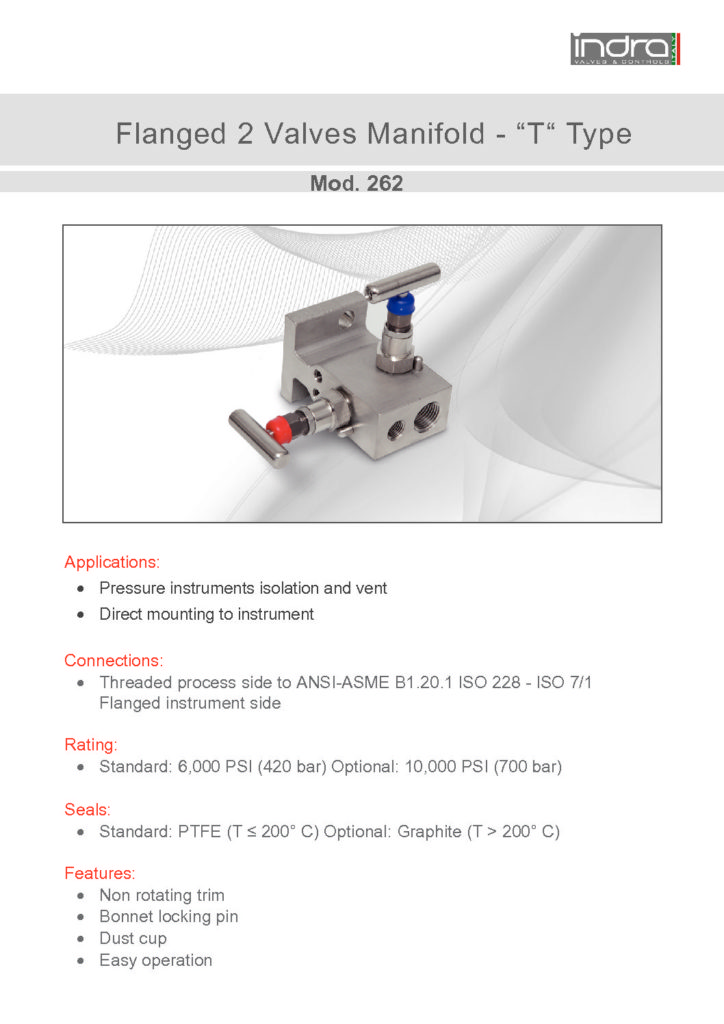 indra
VALVES & CONTROLS
ITALY
Flanged 2 Valves Manifold - “T“ Type
Mod. 262
Applications:
• Pressure instruments isolation and vent
• Direct mounting to instrument
Connections:
• Threaded process side to ANSI-ASME B1.20.1 ISO 228 - ISO 7/1
Flanged instrument side
Rating:
• Standard: 6,000 PSI (420 bar) Optional: 10,000 PSI (700 bar)
Seals:
• Standard: PTFE (T ≤ 200° C) Optional: Graphite (T > 200° C)
Features:
• Non rotating trim
• Bonnet locking pin
• Dust cup
• Easy operation